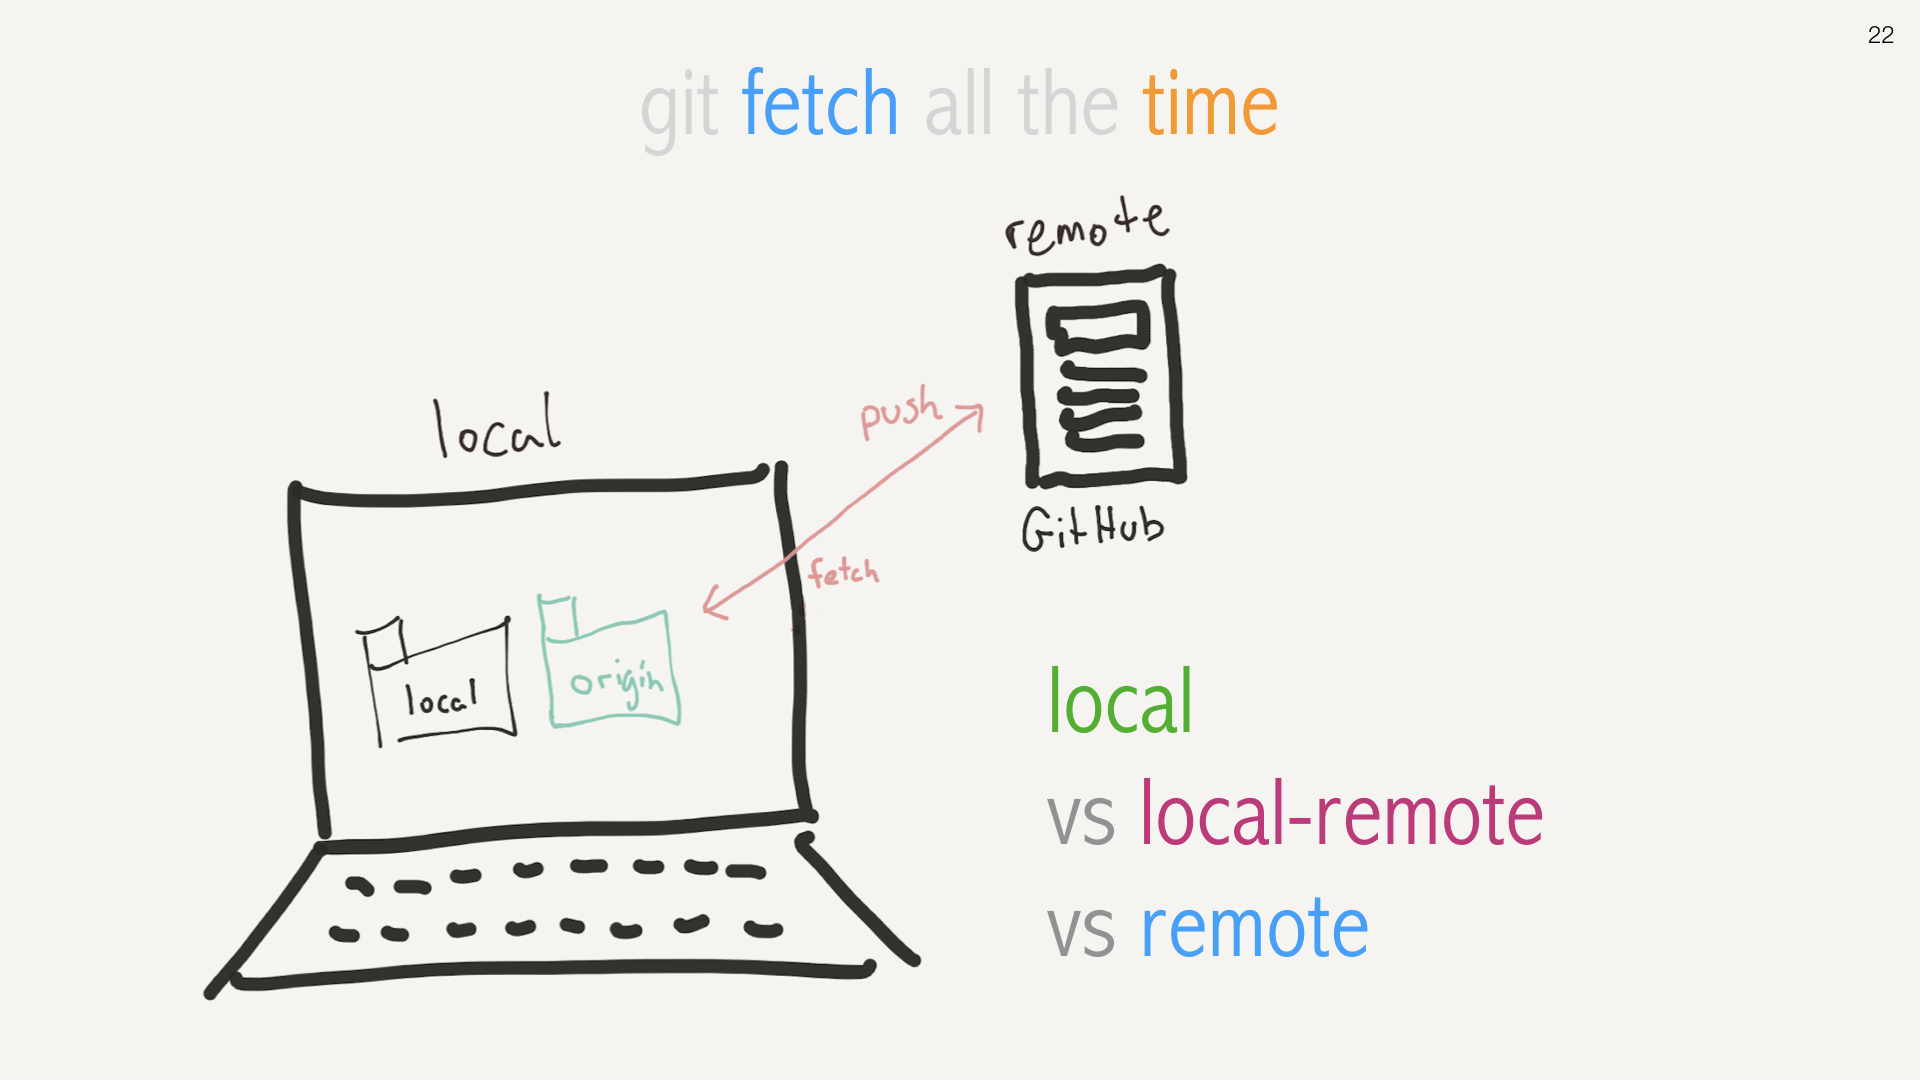 22
git fetch all the time
remote
GitHub
local
push
fetch
local
origin
local
vs local-remote
vs remote